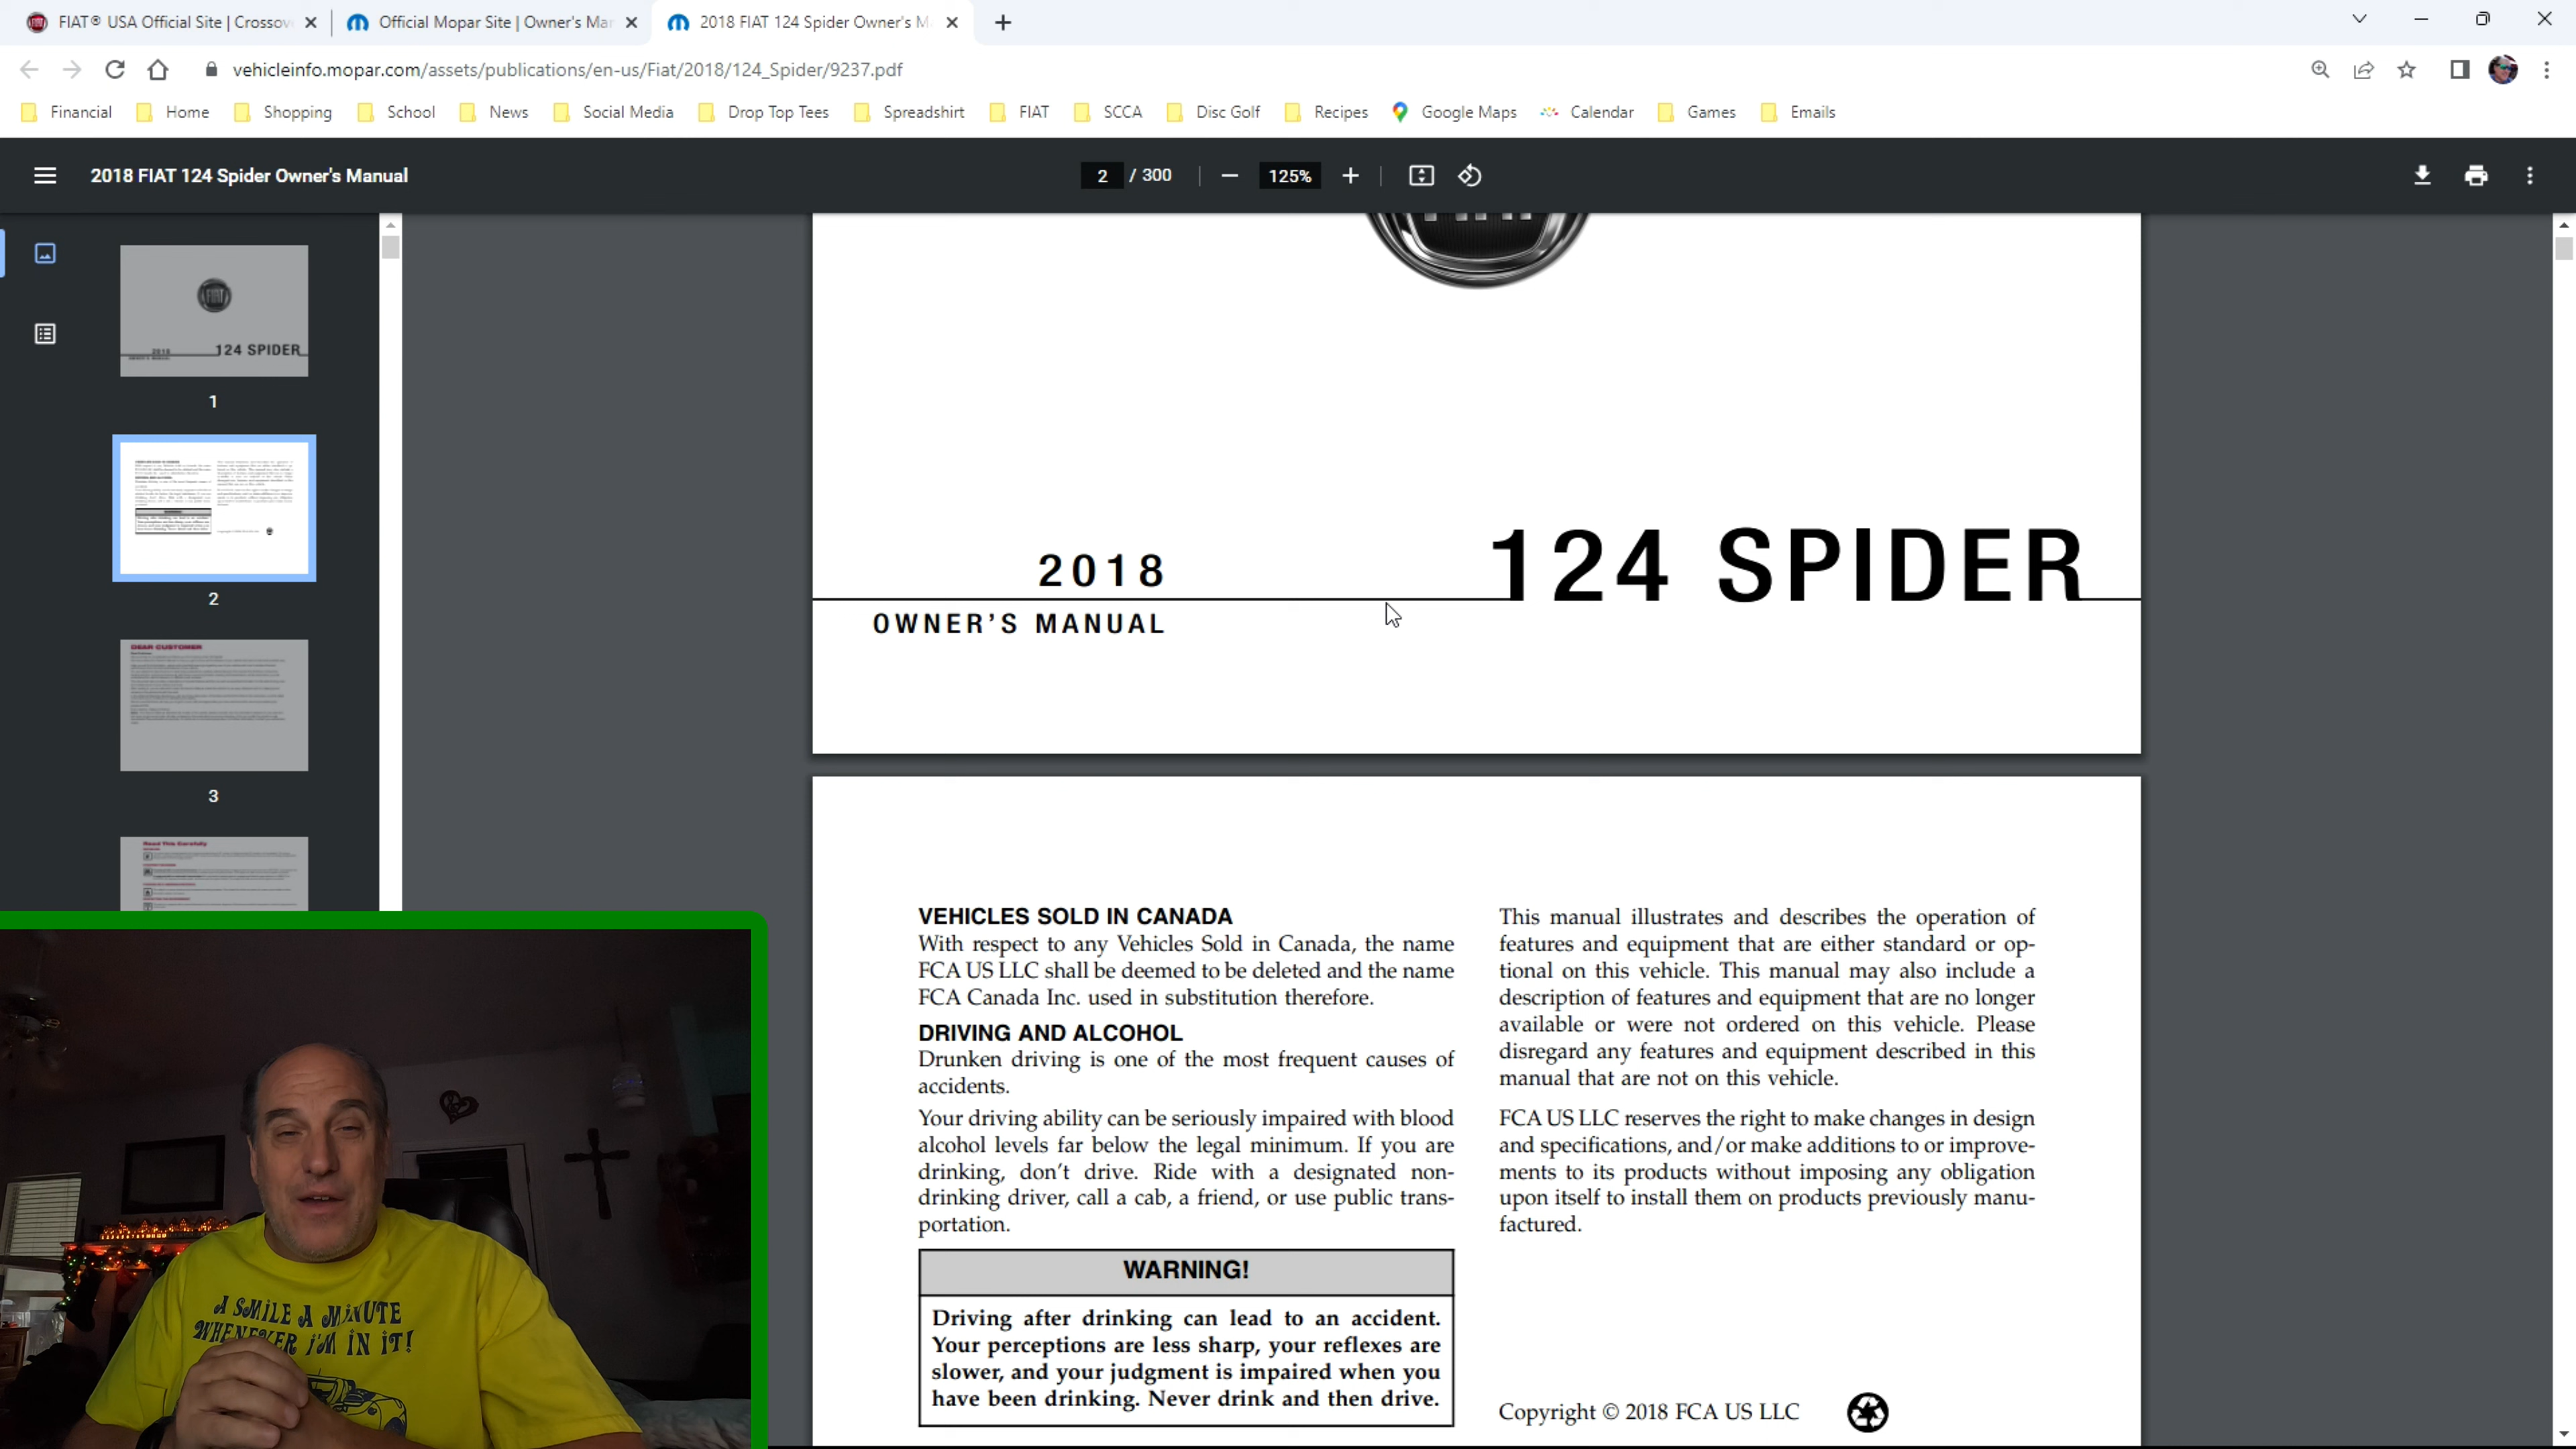 FIAT® USA Official Site | Crossov
Official Mopar Site | Owner's Mar
2018 FIAT 124 Spider Owner's M
vehicleinfo.mopar.com/assets/publications/en-us/Fiat/2018/124_Spider/9237.pdf
Financial Home Shopping School News Social Media Drop Top Tees Spreadshirt FIAT SCCA Disc Golf Recipes Google Maps Calendar Games Emails
2018 FIAT 124 Spider Owner's Manual
2 / 300
125%
2018
124 SPIDER
1
2
DEAR CUSTOMER
3
Read This Carefully
2018
124 SPIDER
OWNER'S MANUAL
VEHICLES SOLD IN CANADA
With respect to any Vehicles Sold in Canada, the name
FCA US LLC shall be deemed to be deleted and the name
FCA Canada Inc. used in substitution therefore.
DRIVING AND ALCOHOL
Drunken driving is one of the most frequent causes of
accidents.
Your driving ability can be seriously impaired with blood
alcohol levels far below the legal minimum. If you are
drinking, don't drive. Ride with a designated non-
drinking driver, call a cab, a friend, or use public trans-
portation.
WARNING!
Driving after drinking can lead to an accident.
Your perceptions are less sharp, your reflexes are
slower, and your judgment is impaired when you
have been drinking. Never drink and then drive.
This manual illustrates and describes the operation of
features and equipment that are either standard or op-
tional on this vehicle. This manual may also include a
description of features and equipment that are no longer
available or were not ordered on this vehicle. Please
disregard any features and equipment described in this
manual that are not on this vehicle.
FCA US LLC reserves the right to make changes in design
and specifications, and/or make additions to or improve-
ments to its products without imposing any obligation
upon itself to install them on products previously manu-
factured.
Copyright © 2018 FCA US LLC
A SMILE A MINUTE
WHENEVER I'M IN IT!